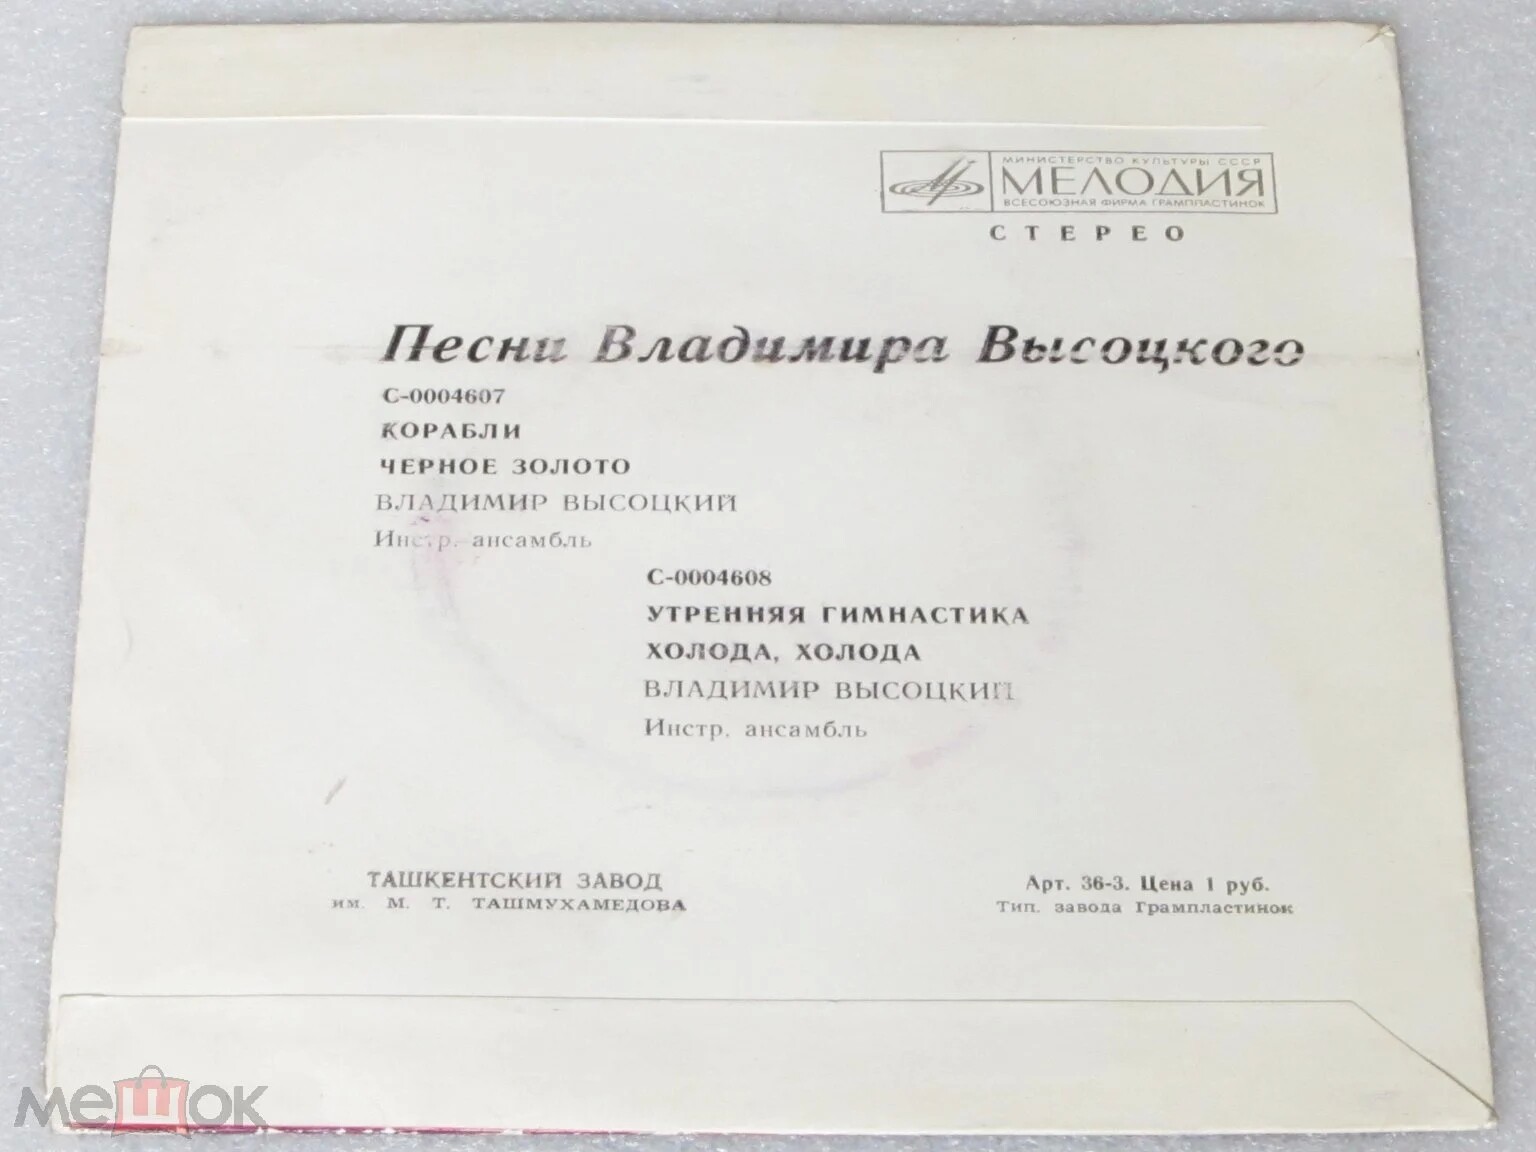 МИНИСТЕРСТВО КУЛЬТУРЫ СССР
МЕЛОДИЯ
ВСЕСОЮЗНАЯ ФИРМА ГРАМПЛАСТИНОК
СТЕРЕО
Песни Владимира Высоцкого
С-0004607
КОРАБЛИ
ЧЕРНОЕ ЗОЛОТО
ВЛАДИМИР ВЫСОЦКИЙ
Инстр. ансамбль
С-0004608
УТРЕННЯЯ ГИМНАСТИКА
ХОЛОДА, ХОЛОДА
ВЛАДИМИР ВЫСОЦКИЙ
Инстр. ансамбль
ТАШКЕНТСКИЙ ЗАВОД
им. М. Т. ТАШМУХАМЕДОВА
Арт. 36-3. Цена 1 руб.
Тип. завода Грампластинок
мешок